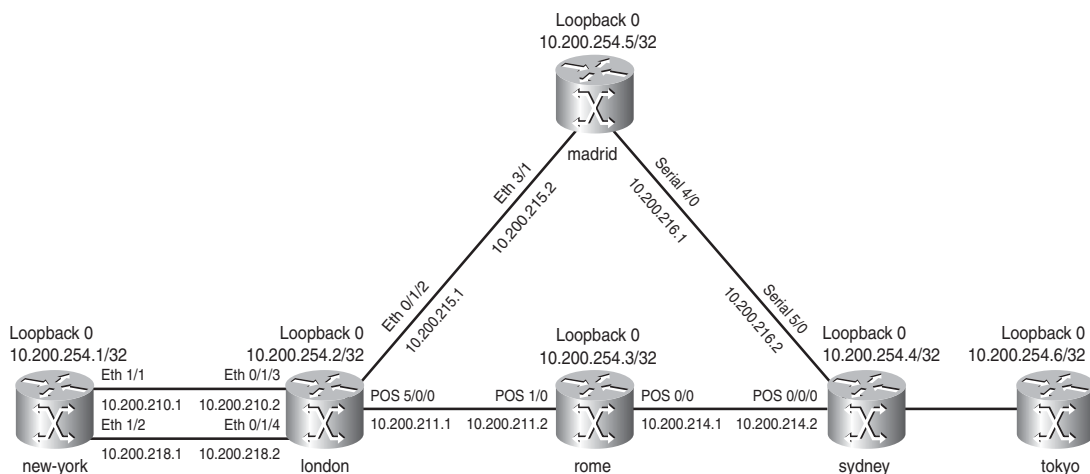 Loopback 0
10.200.254.5/32
madrid
Eth 3/1
10.200.215.2
Serial 4/0
10.200.216.1
Eth 0/1/2
10.200.215.1
Serial 5/0
10.200.216.2
Loopback 0
10.200.254.1/32
Loopback 0
10.200.254.2/32
Loopback 0
10.200.254.3/32
Loopback 0
10.200.254.4/32
Loopback 0
10.200.254.6/32
Eth 1/1
Eth 0/1/3
10.200.210.1
10.200.210.2
Eth 1/2
Eth 0/1/4
10.200.218.1
10.200.218.2
POS 5/0/0
POS 1/0
10.200.211.1
10.200.211.2
POS 0/0
POS 0/0/0
10.200.214.1
10.200.214.2
new-york
london
rome
sydney
tokyo